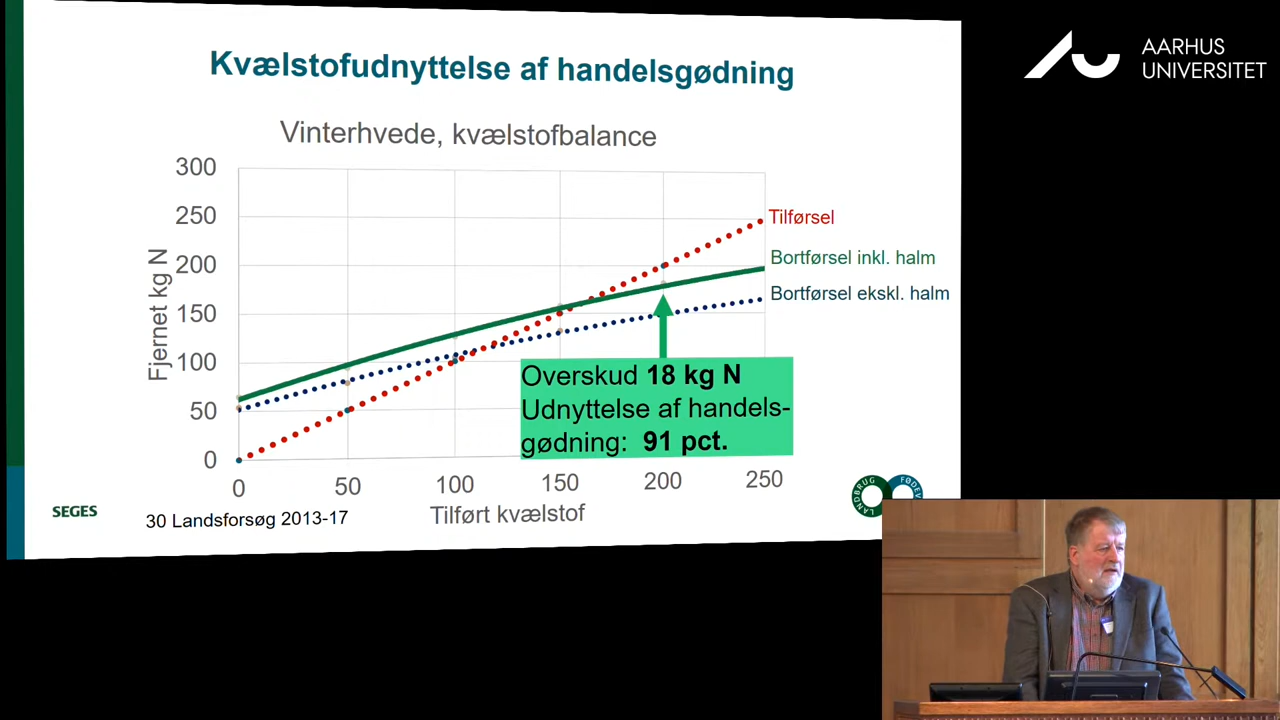 Kvælstofudnyttelse af handelsgødning
AARHUS
UNIVERSITET
Vinterhvede, kvælstofbalance
300
250
200
150
100
50
0
Fjernet kg N
Tilførsel
Bortførsel inkl. halm
Bortførsel ekskl. halm
Overskud 18 kg N
Udnyttelse af handels-
gødning: 91 pct.
0
50
100
150
200
250
Tilført kvælstof
SEGES
30 Landsforsøg 2013-17
LANDBRUG